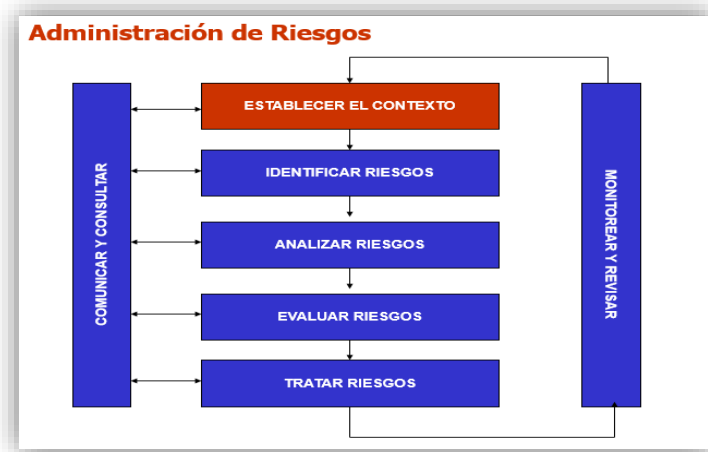 Administración de Riesgos
ESTABLECER EL CONTEXTO
IDENTIFICAR RIESGOS
ANALIZAR RIESGOS
EVALUAR RIESGOS
TRATAR RIESGOS
COMUNICAR Y CONSULTAR
MONITOREAR Y REVISAR